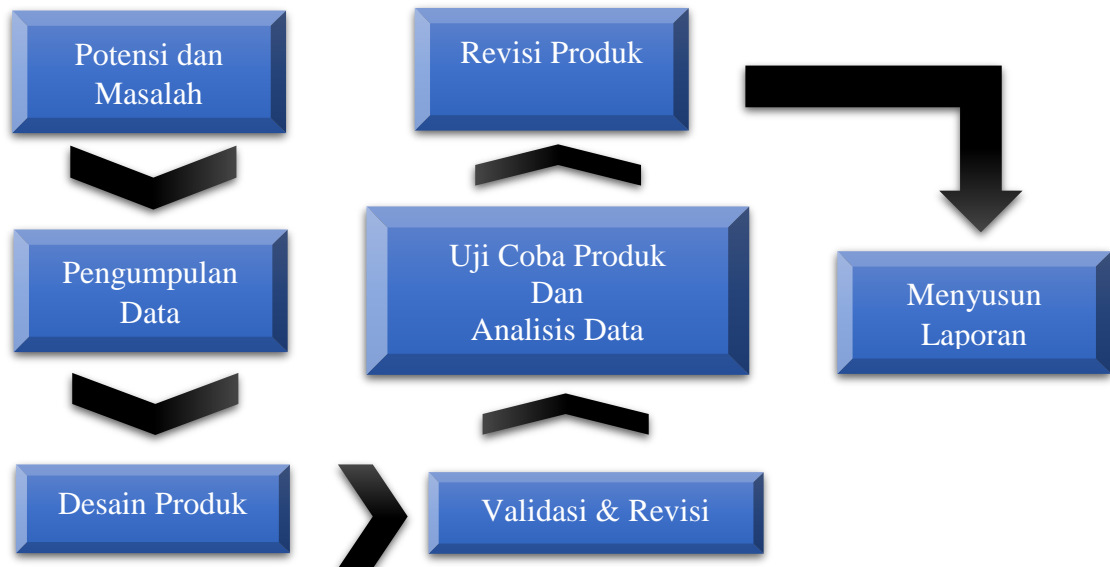 Potensi dan
Masalah
Pengumpulan
Data
Desain Produk
Validasi & Revisi
Uji Coba Produk
Dan
Analisis Data
Revisi Produk
Menyusun
Laporan